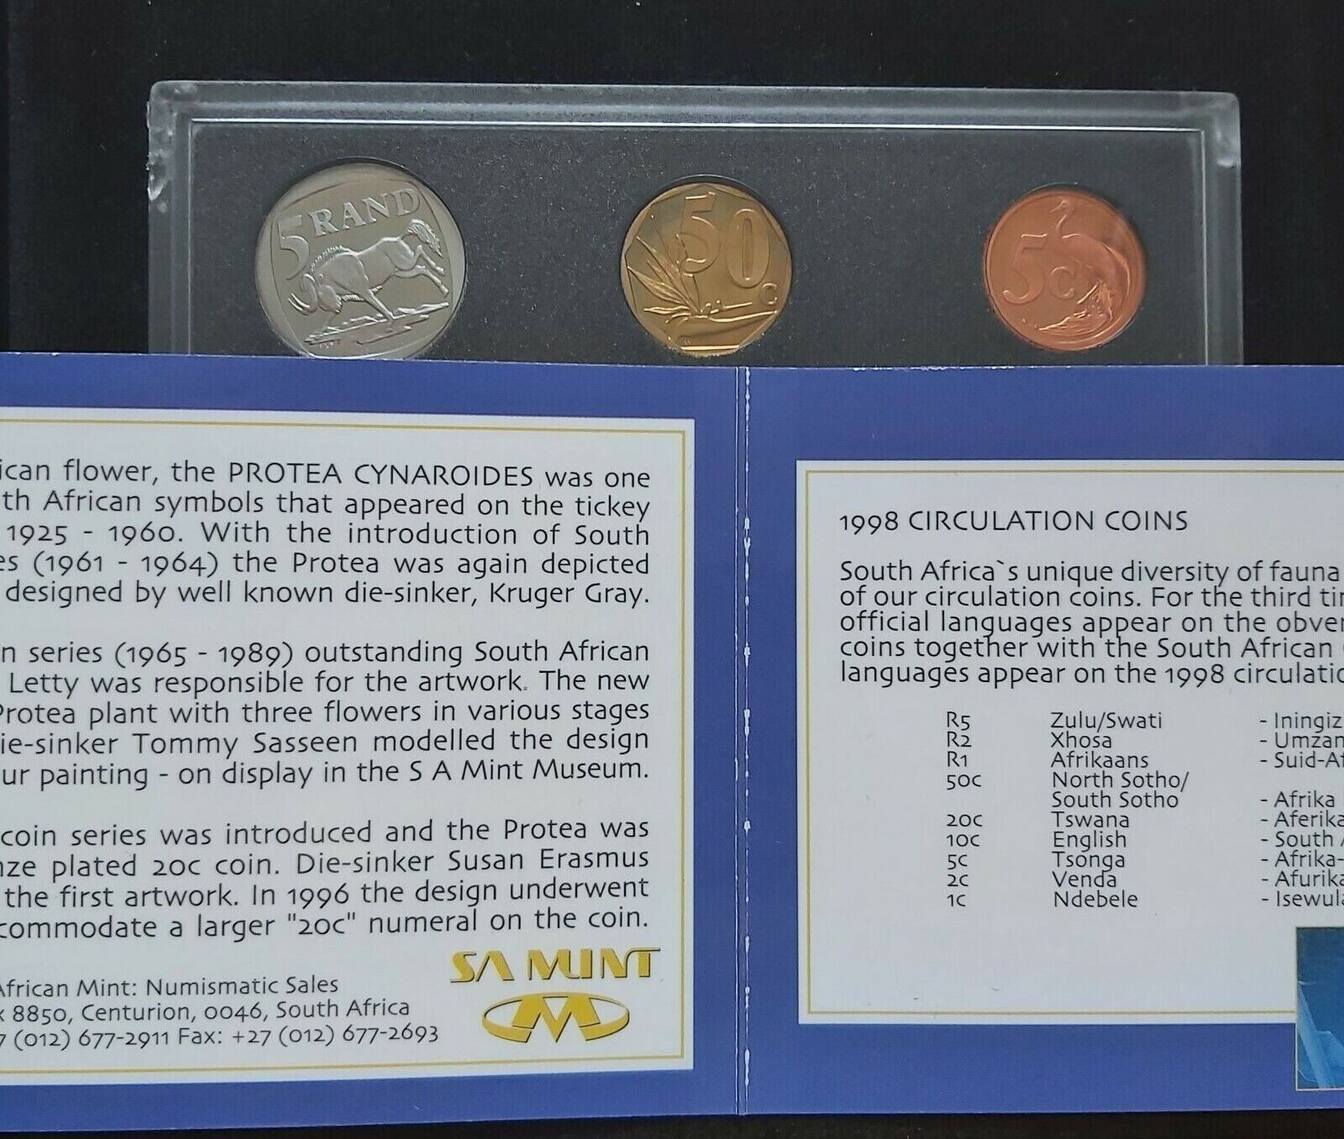 5 RAND
50
C
5c
ican flower, the PROTEA CYNAROIDES was one
th African symbols that appeared on the tickey
1925 - 1960. With the introduction of South
es (1961 - 1964) the Protea was again depicted
designed by well known die-sinker, Kruger Gray.
n series (1965 - 1989) outstanding South African
Letty was responsible for the artwork. The new
Protea plant with three flowers in various stages
ie-sinker Tommy Sasseen modelled the design
ur painting - on display in the S A Mint Museum.
coin series was introduced and the Protea was
nze plated 20c coin. Die-sinker Susan Erasmus
the first artwork. In 1996 the design underwent
commodate a larger "20c" numeral on the coin.
SA MINT
African Mint: Numismatic Sales
x 8850, Centurion, 0046, South Africa
7 (012) 677-2911 Fax: +27 (012) 677-2693
1998 CIRCULATION COINS
South Africa`s unique diversity of fauna
of our circulation coins. For the third ti
official languages appear on the obver
coins together with the South African
languages appear on the 1998 circulatio
R5 Zulu/Swati - Iningiz
R2 Xhosa - Umzan
R1 Afrikaans - Suid-Af
50c North Sotho/
South Sotho - Afrika
20c Tswana - Aferika
10c English - South A
5c Tsonga - Afrika-
2c Venda - Afurika
1c Ndebele - Isewula